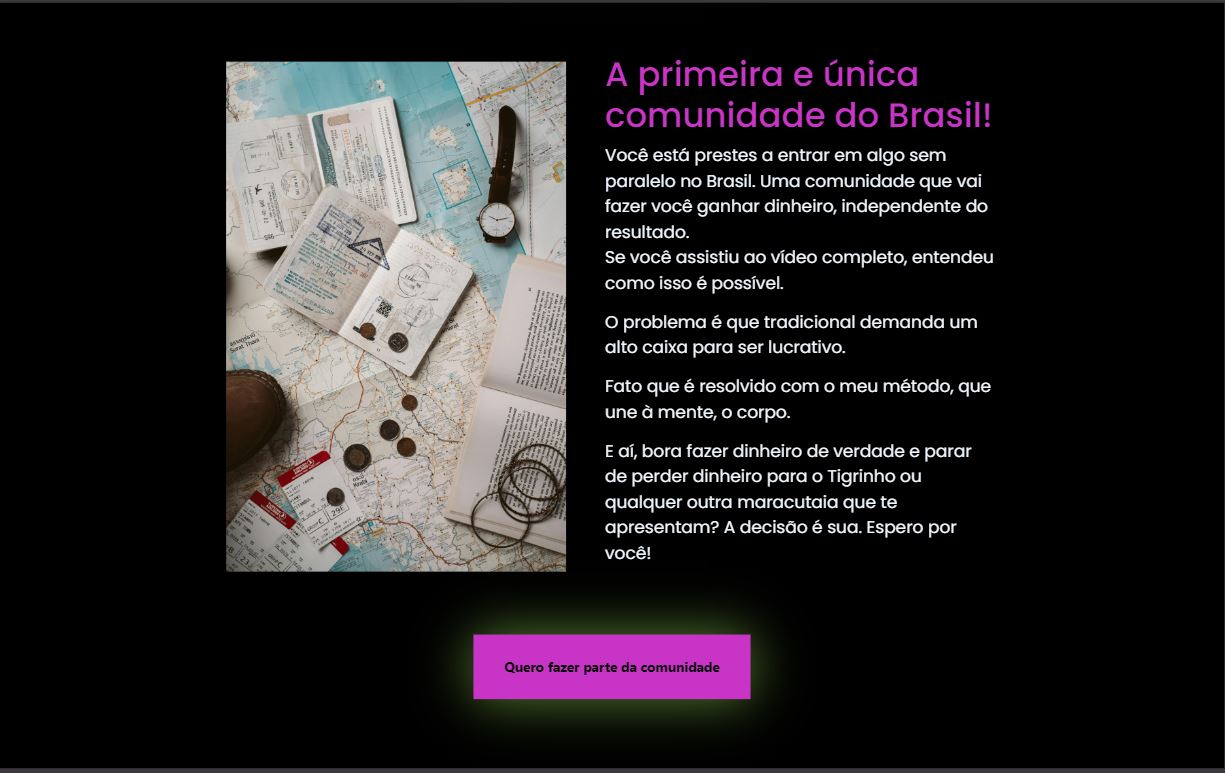 A primeira e única
comunidade do Brasil!
Você está prestes a entrar em algo sem
paralelo no Brasil. Uma comunidade que vai
fazer você ganhar dinheiro, independente do
resultado.
Se você assistiu ao vídeo completo, entendeu
como isso é possível.
O problema é que tradicional demanda um
alto caixa para ser lucrativo.
Fato que é resolvido com o meu método, que
une à mente, o corpo.
E aí, bora fazer dinheiro de verdade e parar
de perder dinheiro para o Tigrinho ou
qualquer outra maracutaia que te
apresentam? A decisão é sua. Espero por
você!
Quero fazer parte da comunidade